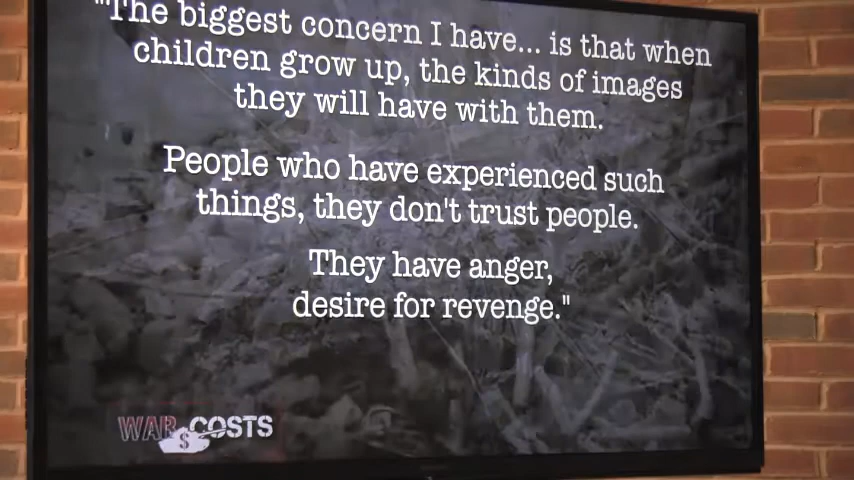 "The biggest concern I have... is that when
children grow up, the kinds of images
they will have with them.
People who have experienced such
things, they don't trust people.
They have anger,
desire for revenge."
WAR COSTS
$